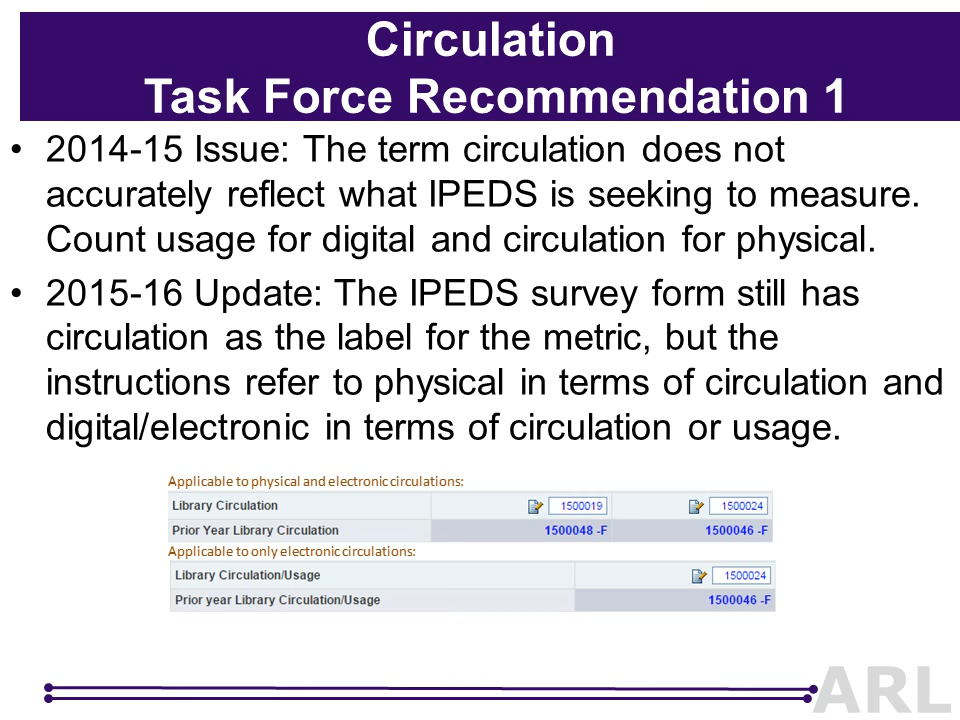 Circulation
Task Force Recommendation 1
• 2014-15 Issue: The term circulation does not
accurately reflect what IPEDS is seeking to measure.
Count usage for digital and circulation for physical.
• 2015-16 Update: The IPEDS survey form still has
circulation as the label for the metric, but the
instructions refer to physical in terms of circulation and
digital/electronic in terms of circulation or usage.
Applicable to physical and electronic circulations:
Library Circulation 1500019 1500024
Prior Year Library Circulation 1500048 -F 1500046 -F
Applicable to only electronic circulations:
Library Circulation/Usage 1500024
Prior year Library Circulation/Usage 1500046 -F
ARL